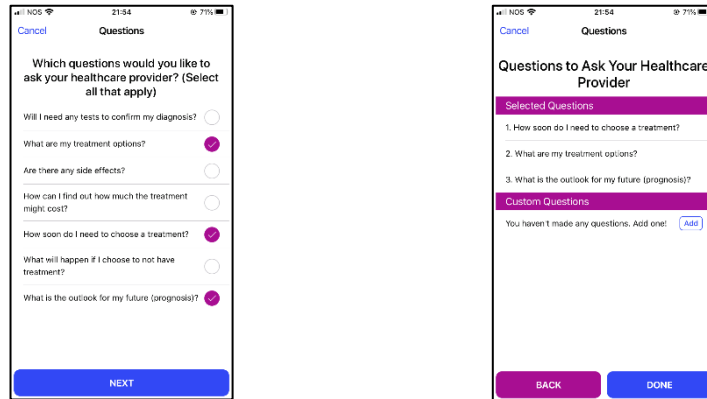 NOS 21:54 71%
Cancel Questions
Which questions would you like to
ask your healthcare provider? (Select
all that apply)
Will I need any tests to confirm my diagnosis?
What are my treatment options?
Are there any side effects?
How can I find out how much the treatment
might cost?
How soon do I need to choose a treatment?
What will happen if I choose to not have
treatment?
What is the outlook for my future (prognosis)?
NEXT
NOS 21:54 71%
Cancel Questions
Questions to Ask Your Healthcare
Provider
Selected Questions
1. How soon do I need to choose a treatment?
2. What are my treatment options?
3. What is the outlook for my future (prognosis)?
Custom Questions
You haven't made any questions. Add one! Add
BACK DONE